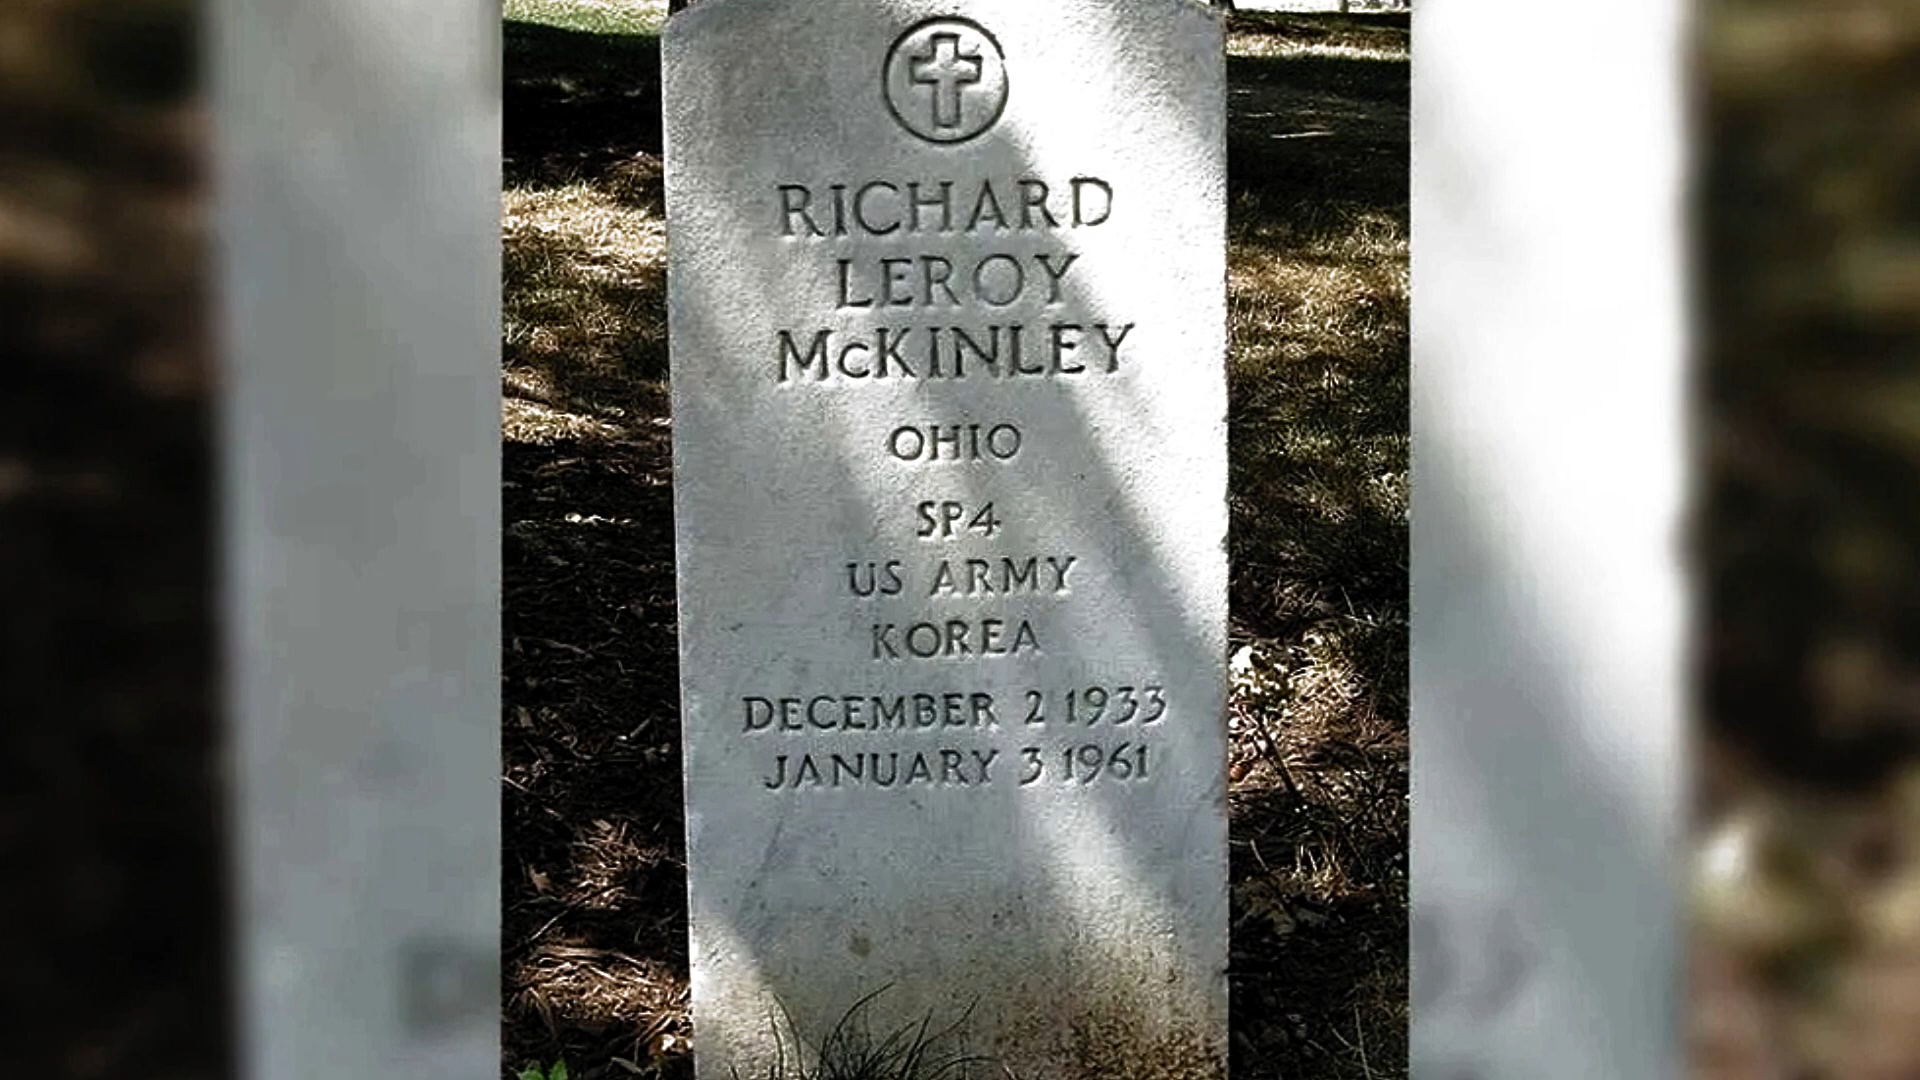 RICHARD
LEROY
McKINLEY
OHIO
SP4
US ARMY
KOREA
DECEMBER 2 1933
JANUARY 3 1961